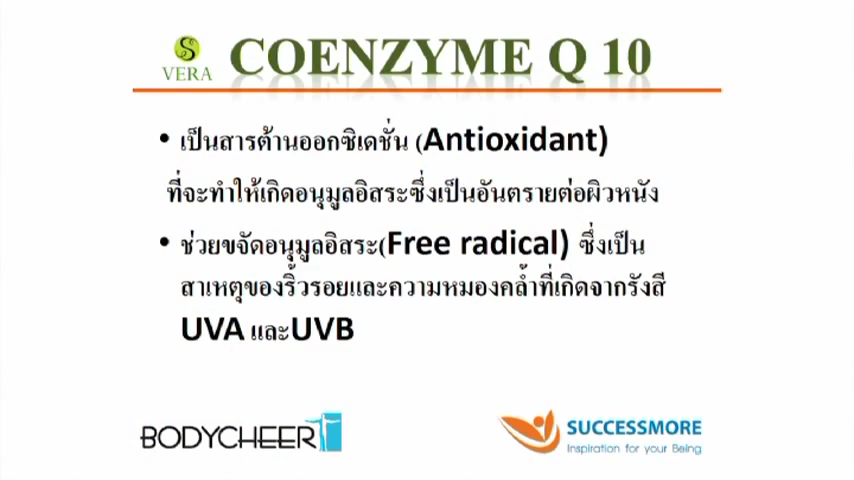 VERA
COENZYME Q 10
• เป็นสารต้านออกซิเดชั่น (Antioxidant)
ที่จะทำให้เกิดอนุมูลอิสระซึ่งเป็นอันตรายต่อผิวหนัง
• ช่วยขจัดอนุมูลอิสระ(Free radical) ซึ่งเป็น
สาเหตุของริ้วรอยและความหมองคล้ำที่เกิดจากรังสี
UVA และUVB
BODYCHEER
SUCCESSMORE
Inspiration for your Being